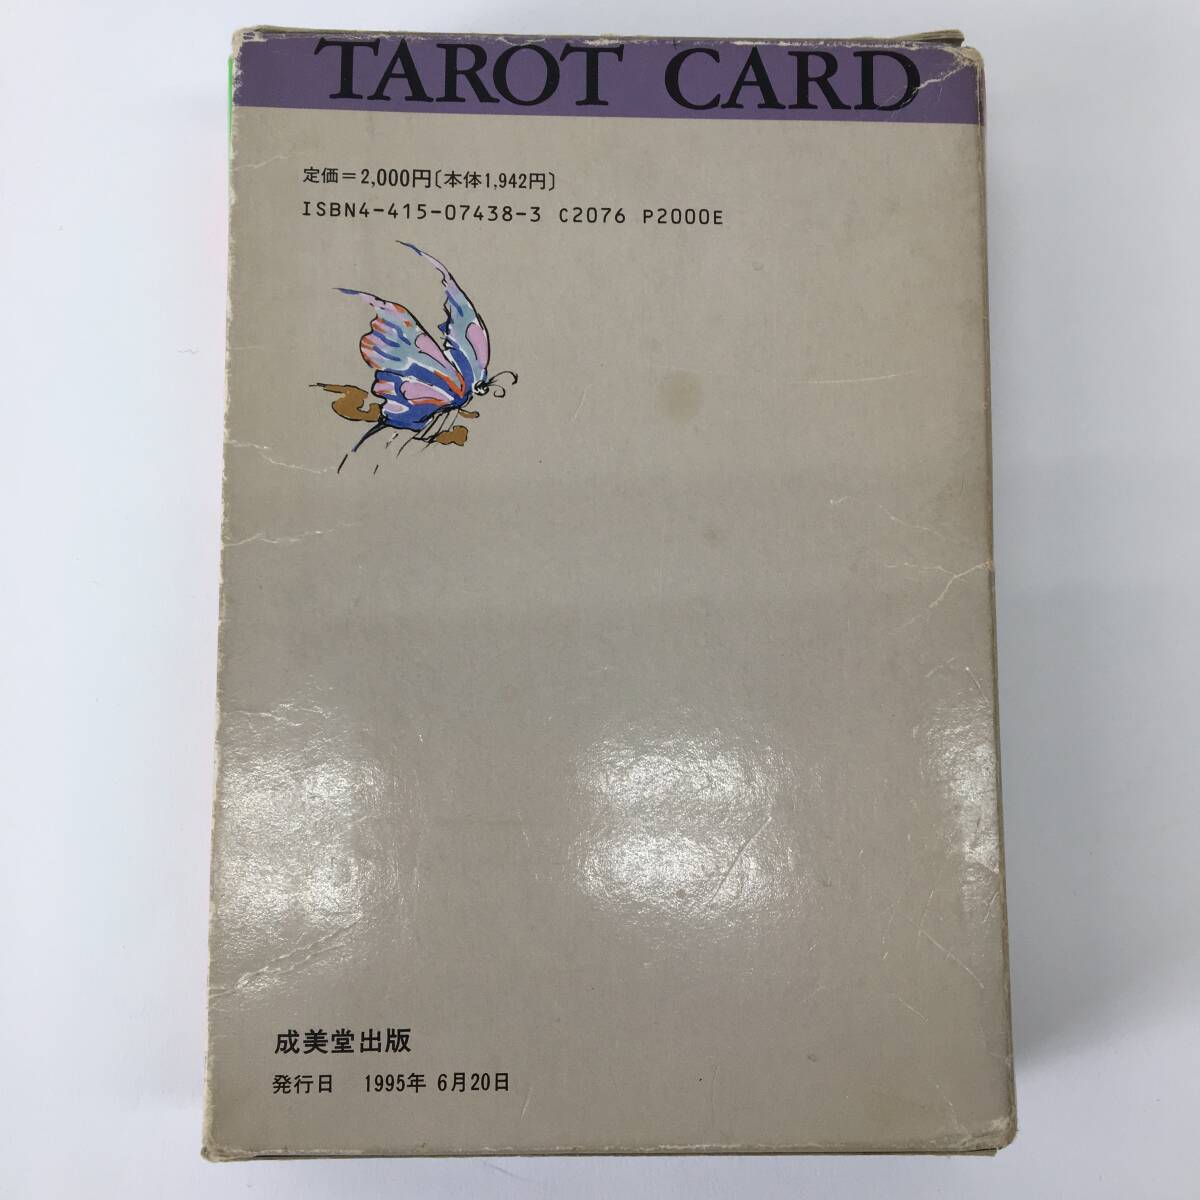 TAROT CARD
定価＝2,000円〔本体1,942円〕
ISBN4-415-07438-3 C2076 P2000E
成美堂出版
発行日　1995年 6月20日